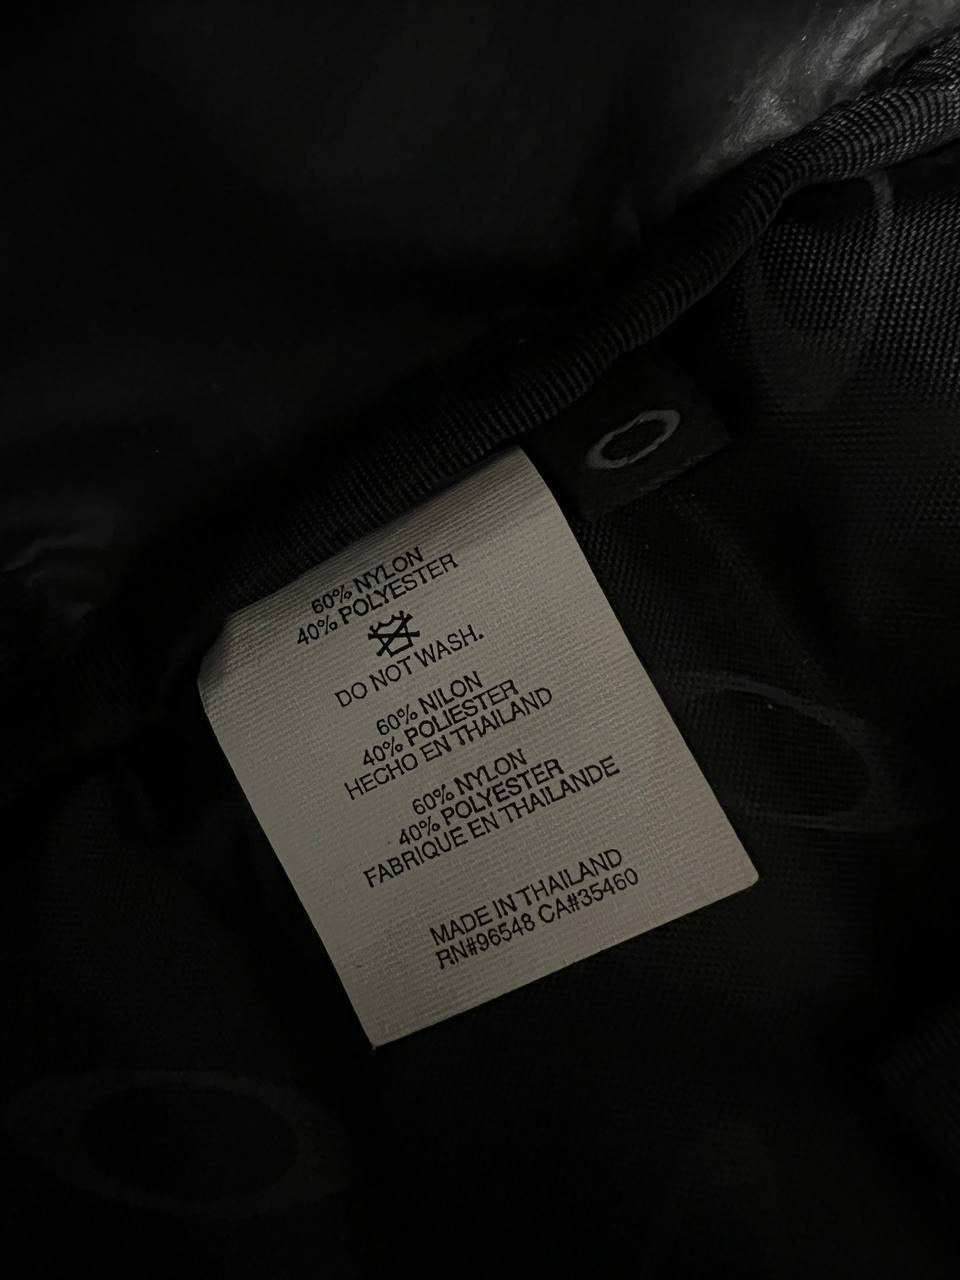 60% NYLON
40% POLYESTER
DO NOT WASH.
60% NILON
40% POLIESTER
HECHO EN THAILAND
60% NYLON
40% POLYESTER
FABRIQUE EN THAILANDE
MADE IN THAILAND
RN#96548 CA#35460